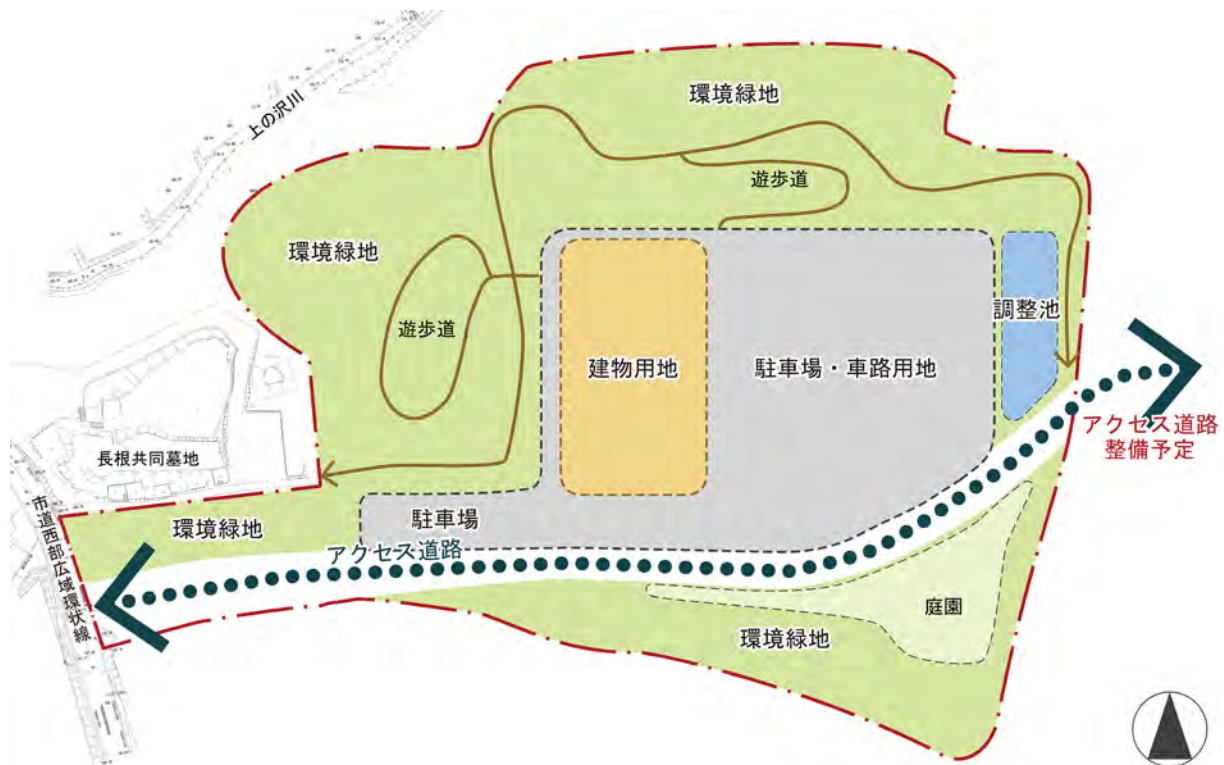 環境緑地
上の沢川
遊歩道
環境緑地
調整池
遊歩道
建物用地
駐車場・車路用地
アクセス道路
整備予定
長根共同墓地
市道西部広域環状線
環境緑地
駐車場
アクセス道路
庭園
環境緑地